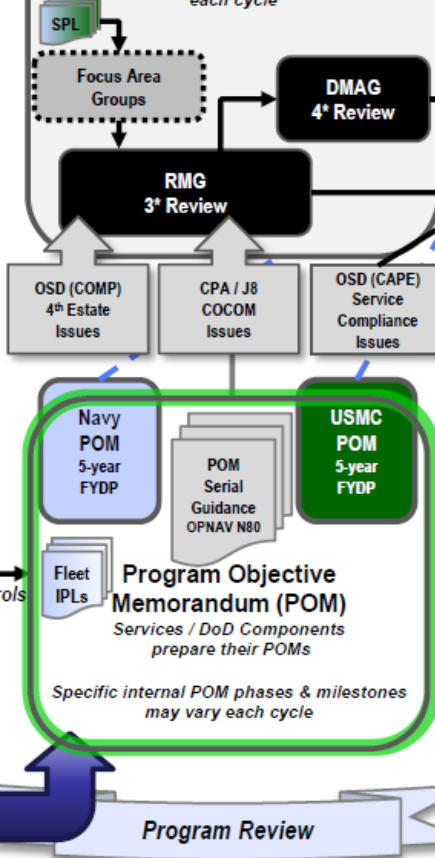 each cycle
SPL
Focus Area
Groups
DMAG
4* Review
RMG
3* Review
OSD (COMP)
4th Estate
Issues
CPA / J8
COCOM
Issues
OSD (CAPE)
Service
Compliance
Issues
Navy
POM
5-year
FYDP
POM
Serial
Guidance
OPNAV N80
USMC
POM
5-year
FYDP
Fleet
IPLs
rols
Program Objective
Memorandum (POM)
Services / DoD Components
prepare their POMs
Specific internal POM phases & milestones
may vary each cycle
Program Review